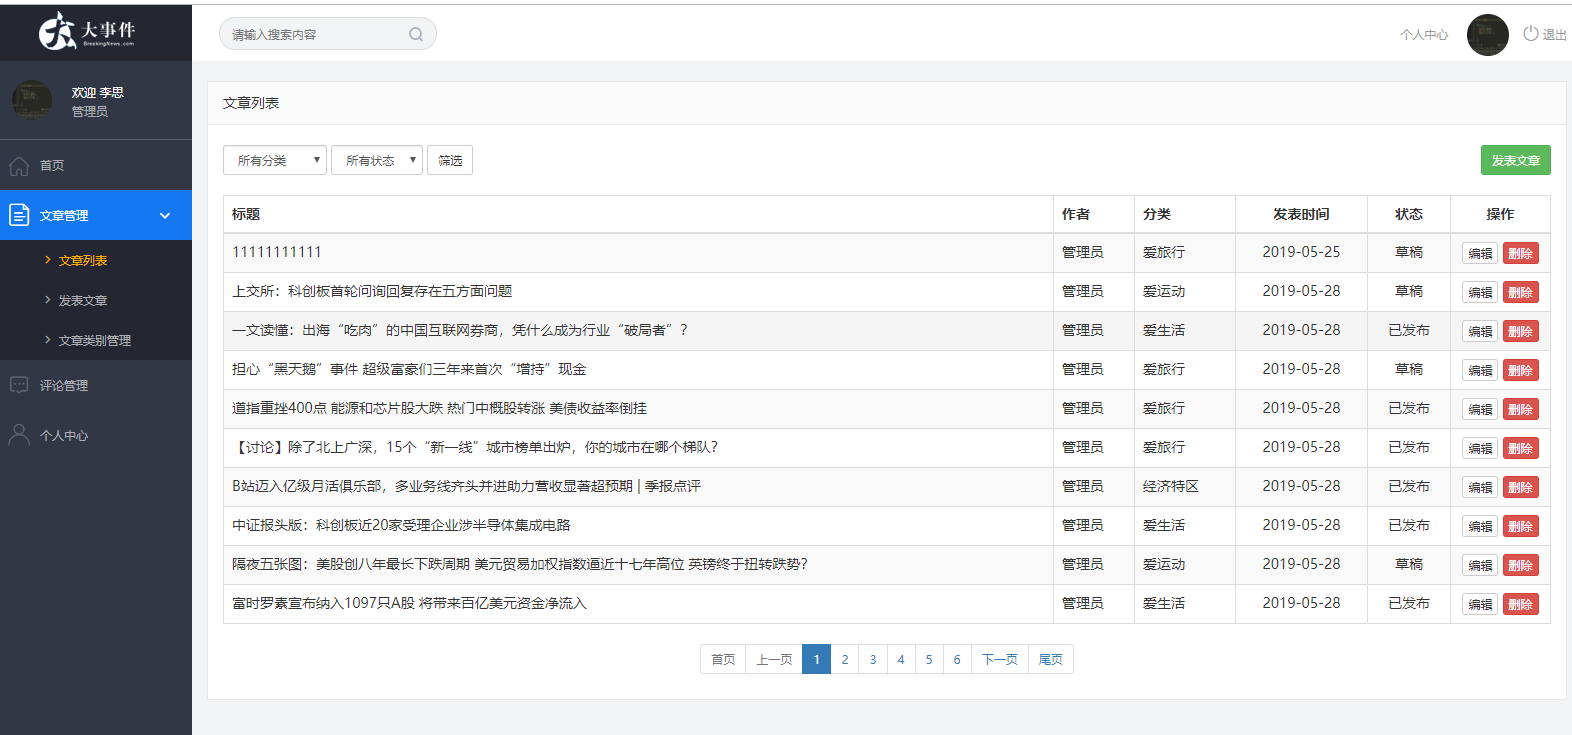 大事件
BreakingNews.com
请输入搜索内容
个人中心
退出
欢迎 李思
管理员
首页
文章管理
文章列表
发表文章
文章类别管理
评论管理
个人中心
文章列表
所有分类 所有状态 筛选 发表文章
标题 作者 分类 发表时间 状态 操作
11111111111 管理员 爱旅行 2019-05-25 草稿 编辑 删除
上交所：科创板首轮问询回复存在五方面问题 管理员 爱运动 2019-05-28 草稿 编辑 删除
一文读懂：出海“吃肉”的中国互联网券商，凭什么成为行业“破局者”？ 管理员 爱生活 2019-05-28 已发布 编辑 删除
担心“黑天鹅”事件 超级富豪们三年来首次“增持”现金 管理员 爱旅行 2019-05-28 草稿 编辑 删除
道指重挫400点 能源和芯片股大跌 热门中概股转涨 美债收益率倒挂 管理员 爱旅行 2019-05-28 已发布 编辑 删除
【讨论】除了北上广深，15个“新一线”城市榜单出炉，你的城市在哪个梯队？ 管理员 爱旅行 2019-05-28 已发布 编辑 删除
B站迈入亿级月活俱乐部，多业务线齐头并进助力营收显著超预期 | 季报点评 管理员 经济特区 2019-05-28 已发布 编辑 删除
中证报头版：科创板近20家受理企业涉半导体集成电路 管理员 爱生活 2019-05-28 已发布 编辑 删除
隔夜五张图：美股创八年最长下跌周期 美元贸易加权指数逼近十七年高位 英镑终于扭转跌势？ 管理员 爱运动 2019-05-28 草稿 编辑 删除
富时罗素宣布纳入1097只A股 将带来百亿美元资金净流入 管理员 爱生活 2019-05-28 已发布 编辑 删除
首页 上一页 1 2 3 4 5 6 下一页 尾页